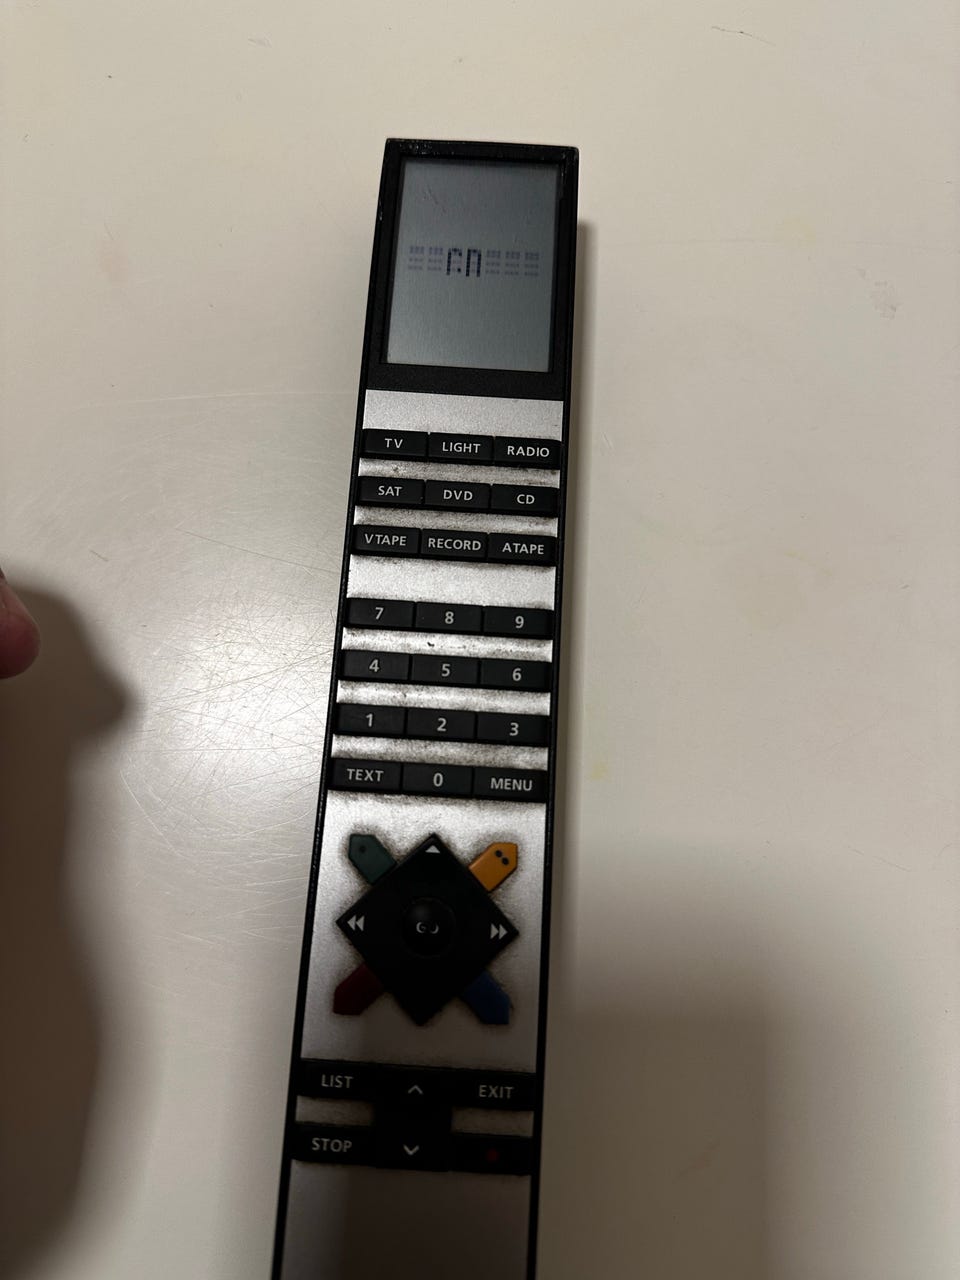 TV LIGHT RADIO
SAT DVD CD
VTAPE RECORD ATAPE
7 8 9
4 5 6
1 2 3
TEXT 0 MENU
LIST EXIT
STOP